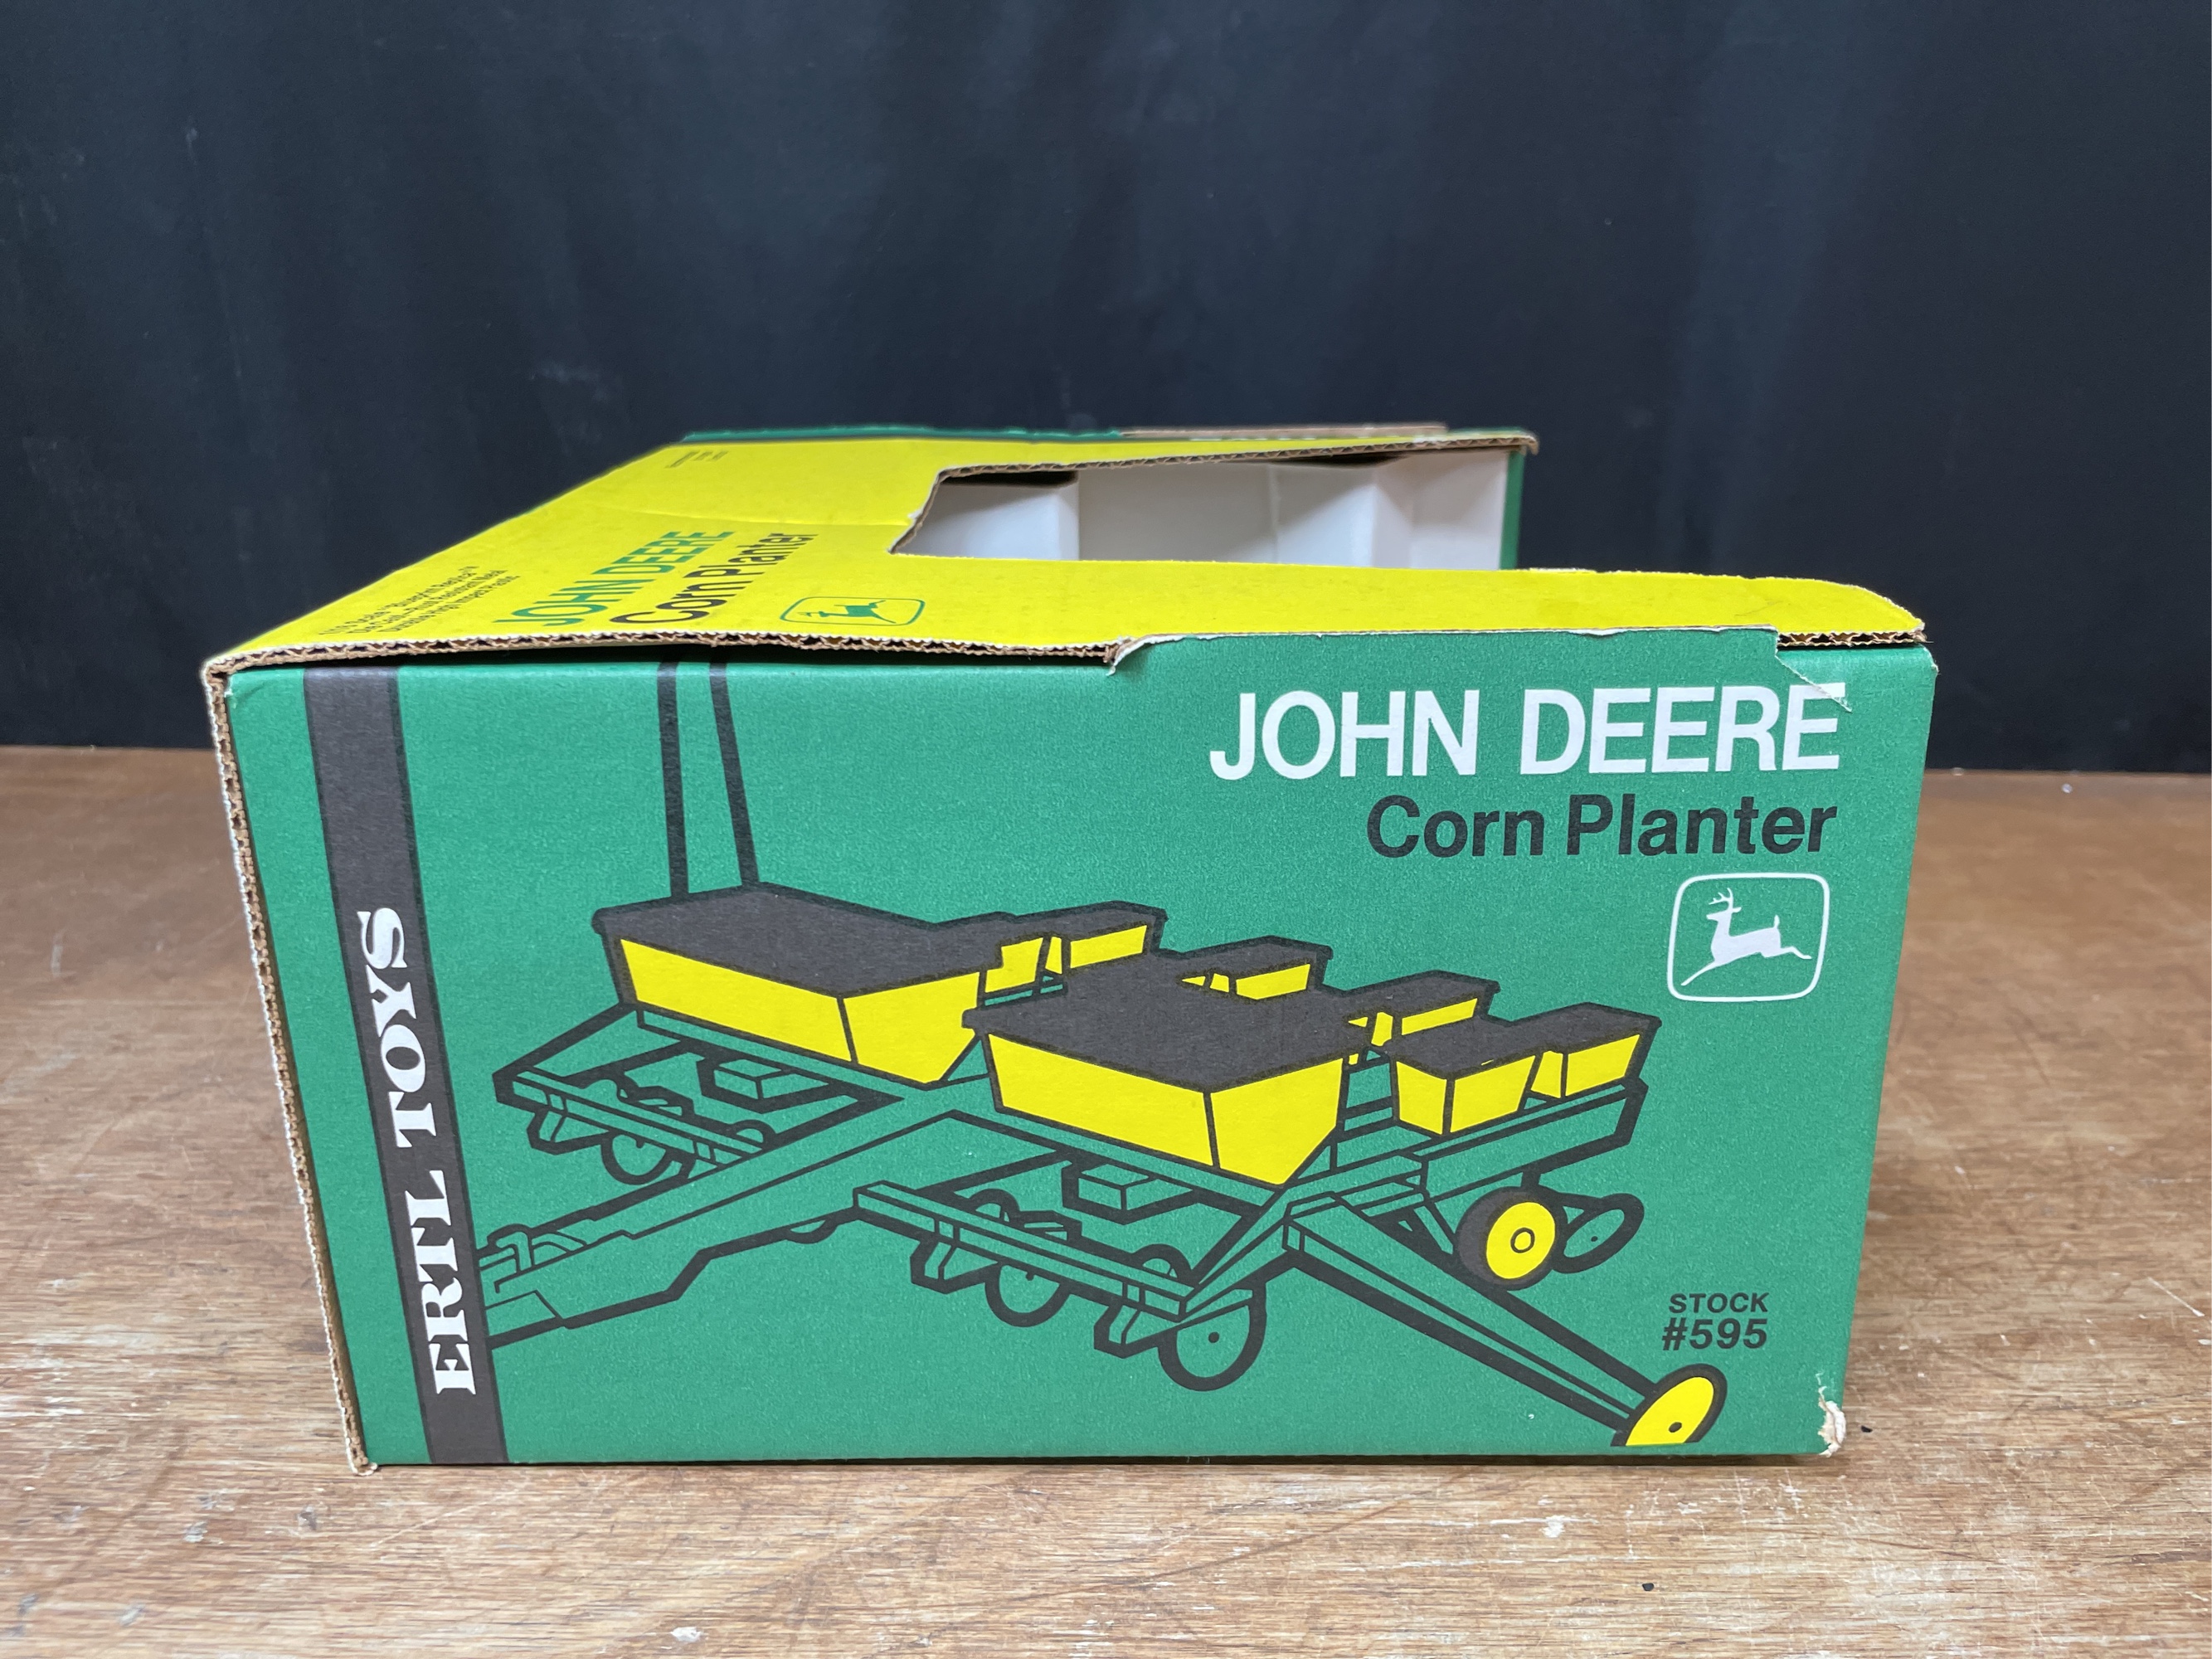 JOHN DEERE
Corn Planter
JOHN DEERE
Corn Planter
ERTL TOYS
STOCK
#595